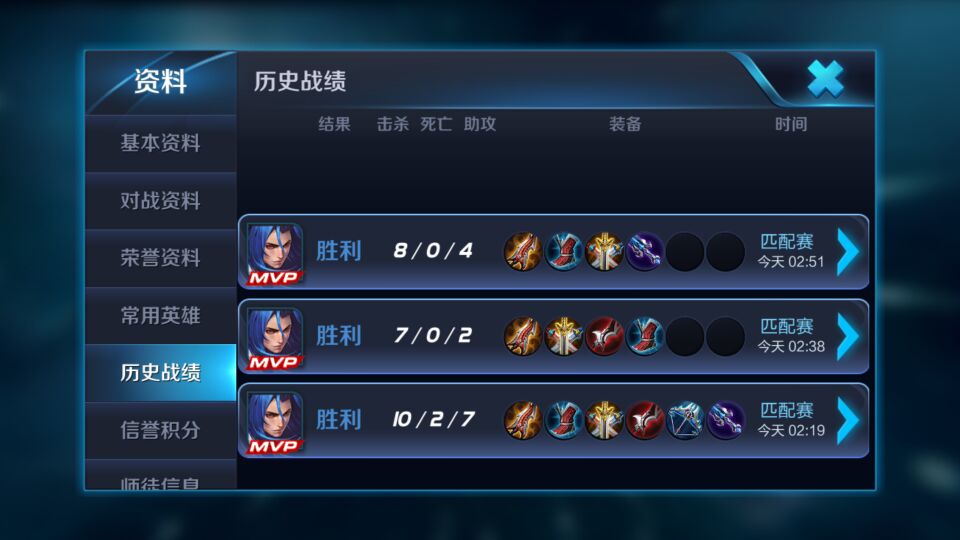 资料
历史战绩
结果 击杀 死亡 助攻 装备 时间
基本资料
对战资料
荣誉资料
常用英雄
历史战绩
信誉积分
师徒信息
MVP 胜利 8/0/4 匹配赛
今天 02:51
MVP 胜利 7/0/2 匹配赛
今天 02:38
MVP 胜利 10/2/7 匹配赛
今天 02:19